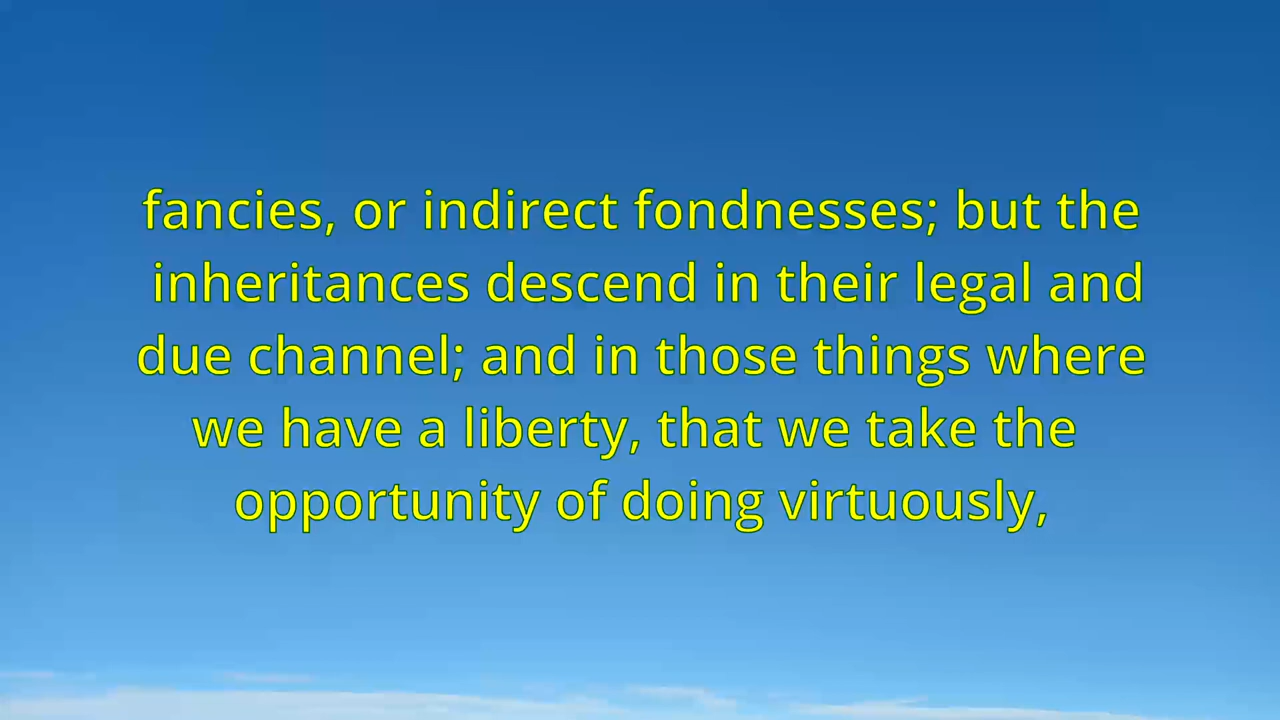 fancies, or indirect fondnesses; but the
inheritances descend in their legal and
due channel; and in those things where
we have a liberty, that we take the
opportunity of doing virtuously,